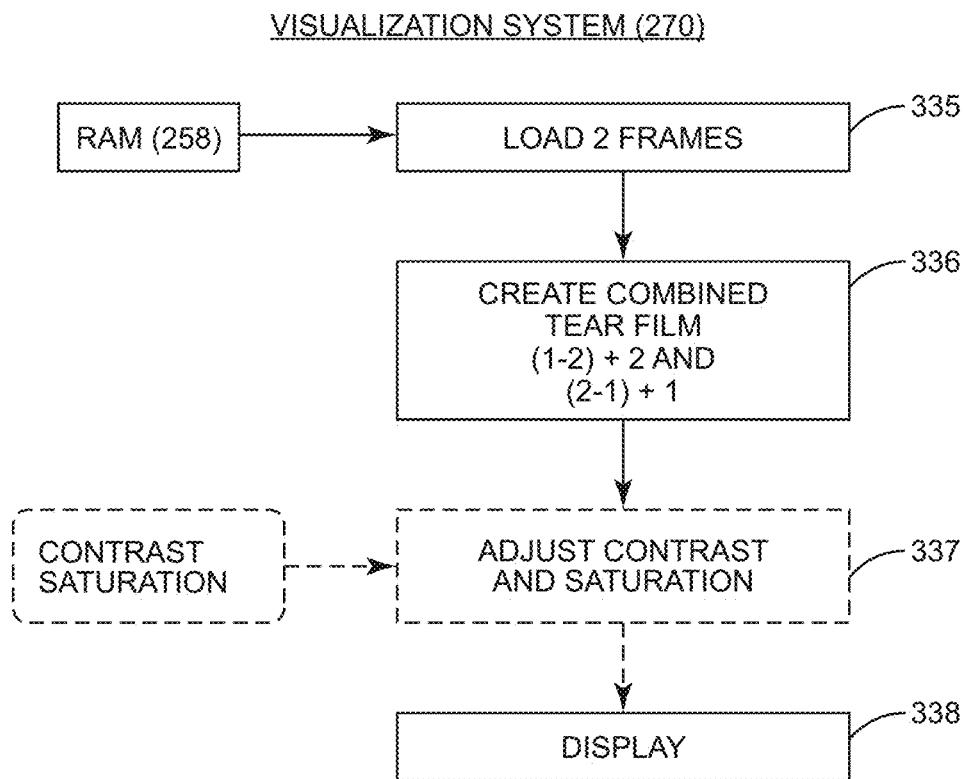 VISUALIZATION SYSTEM (270)
RAM (258)
LOAD 2 FRAMES
335
CREATE COMBINED
TEAR FILM
(1-2) + 2 AND
(2-1) + 1
336
CONTRAST
SATURATION
ADJUST CONTRAST
AND SATURATION
337
DISPLAY
338